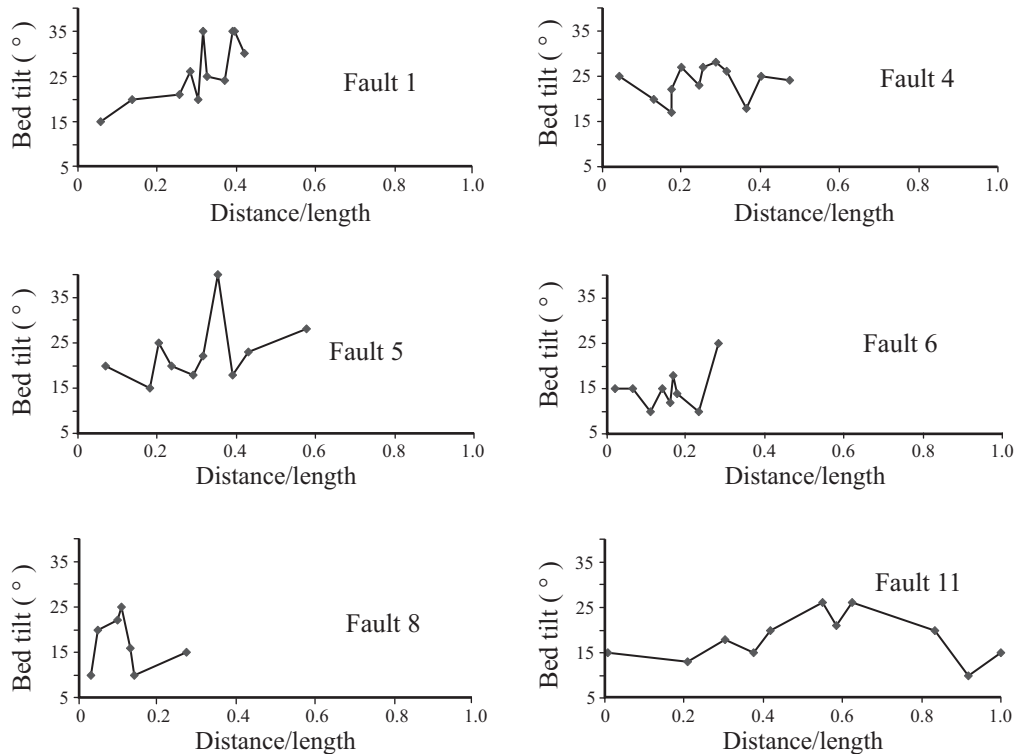 35
25
15
5
Bed tilt ( ° )
Fault 1
0 0.2 0.4 0.6 0.8 1.0
Distance/length
35
25
15
5
Bed tilt ( ° )
Fault 4
0 0.2 0.4 0.6 0.8 1.0
Distance/length
35
25
15
5
Bed tilt ( ° )
Fault 5
0 0.2 0.4 0.6 0.8 1.0
Distance/length
35
25
15
5
Bed tilt ( ° )
Fault 6
0 0.2 0.4 0.6 0.8 1.0
Distance/length
35
25
15
5
Bed tilt ( ° )
Fault 8
0 0.2 0.4 0.6 0.8 1.0
Distance/length
35
25
15
5
Bed tilt ( ° )
Fault 11
0 0.2 0.4 0.6 0.8 1.0
Distance/length